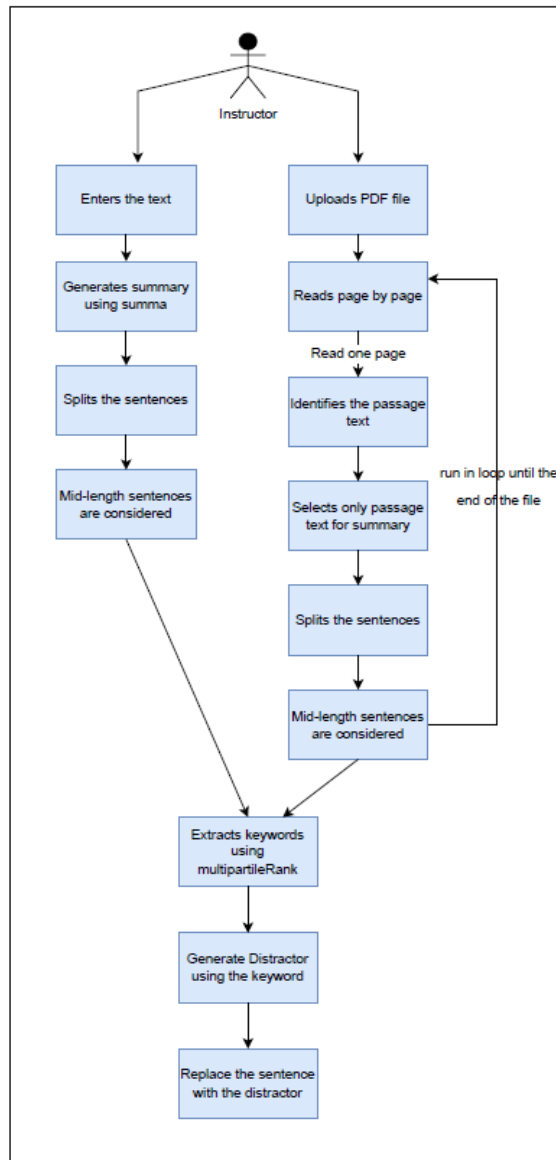 Instructor
Enters the text
Uploads PDF file
Generates summary
using summa
Reads page by page
Read one page
Splits the sentences
Identifies the passage
text
Mid-length sentences
are considered
run in loop until the
end of the file
Selects only passage
text for summary
Splits the sentences
Mid-length sentences
are considered
Extracts keywords
using
multipartileRank
Generate Distractor
using the keyword
Replace the sentence
with the distractor